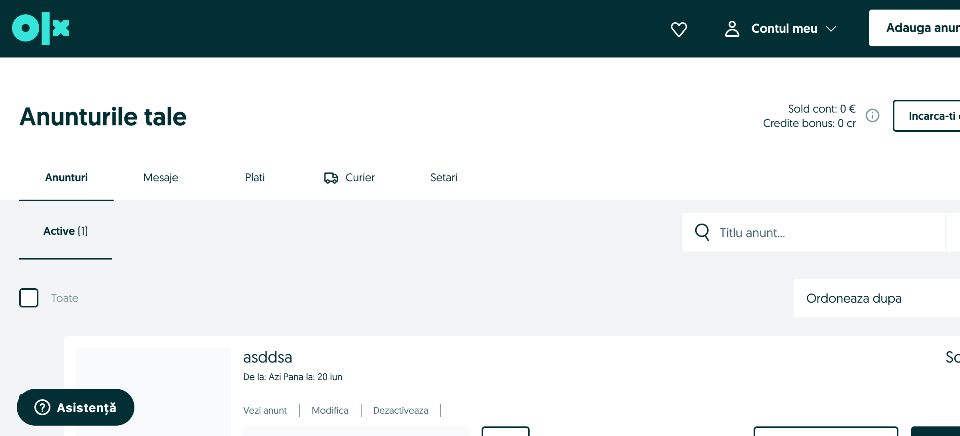 olx
Contul meu
Adauga anun
Anunturile tale
Sold cont: 0 €
Credite bonus: 0 cr
Incarca-ti
Anunturi
Mesaje
Plati
Curier
Setari
Active (1)
Titlu anunt...
Toate
Ordoneaza dupa
asddsa
De la: Azi Pana la: 20 iun
Vezi anunt
Modifica
Dezactiveaza
Asistență